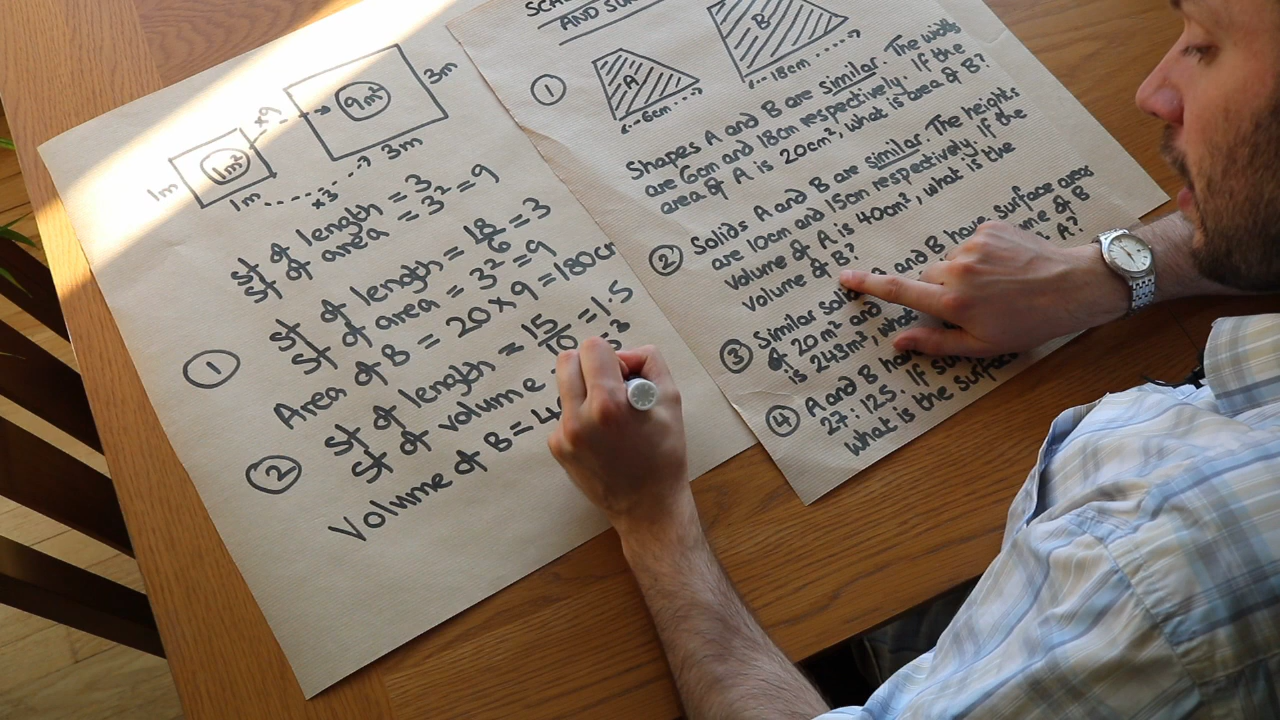 1m
1m²
1m
×9
×3
9m²
3m
3m
sf of length = 3
sf of area = 3² = 9
① sf of length = 18/6 = 3
sf of area = 3² = 9
Area of B = 20 × 9 = 180c
② sf of length = 15/10 = 1.5
sf of volume
Volume of B = 4
AND
① A
6cm
B
18cm
Shapes A and B are similar. The widths
are 6cm and 18cm respectively. If the
area of A is 20cm², what is area of B?
② Solids A and B are similar. The heights
are 10cm and 15cm respectively. If the
volume of A is 40cm³, what is the
volume of B?
③ Similar solids A and B have surface areas
of 20m² and of B
is 243m³, what A?
④ A and B have
27:125. If
what is the